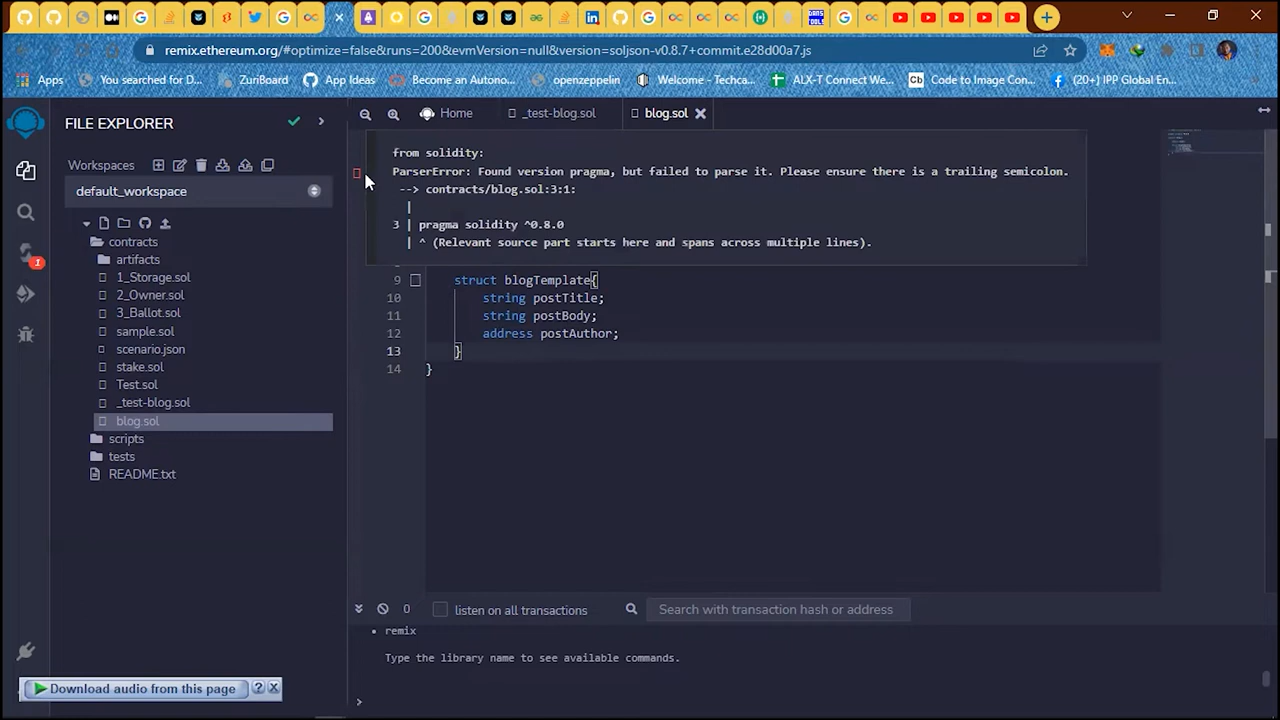 remix.ethereum.org/#optimize=false&runs=200&evmVersion=null&version=soljson-v0.8.7+commit.e28d00a7.js
Apps
You searched for D...
ZuriBoard
App Ideas
Become an Autono...
openzeppelin
Welcome - Techca...
ALX-T Connect We...
Cb
Code to Image Con...
(20+) IPP Global En...
FILE EXPLORER
Home
_test-blog.sol
blog.sol
Workspaces
default_workspace
contracts
artifacts
1_Storage.sol
2_Owner.sol
3_Ballot.sol
sample.sol
scenario.json
stake.sol
Test.sol
_test-blog.sol
blog.sol
scripts
tests
README.txt
1
from solidity:
ParserError: Found version pragma, but failed to parse it. Please ensure there is a trailing semicolon.
--> contracts/blog.sol:3:1:
|
3 | pragma solidity ^0.8.0
| ^ (Relevant source part starts here and spans across multiple lines).
9 struct blogTemplate{
10 string postTitle;
11 string postBody;
12 address postAuthor;
13 }
14 }
0
listen on all transactions
Search with transaction hash or address
• remix
Type the library name to see available commands.
>
Download audio from this page ? X